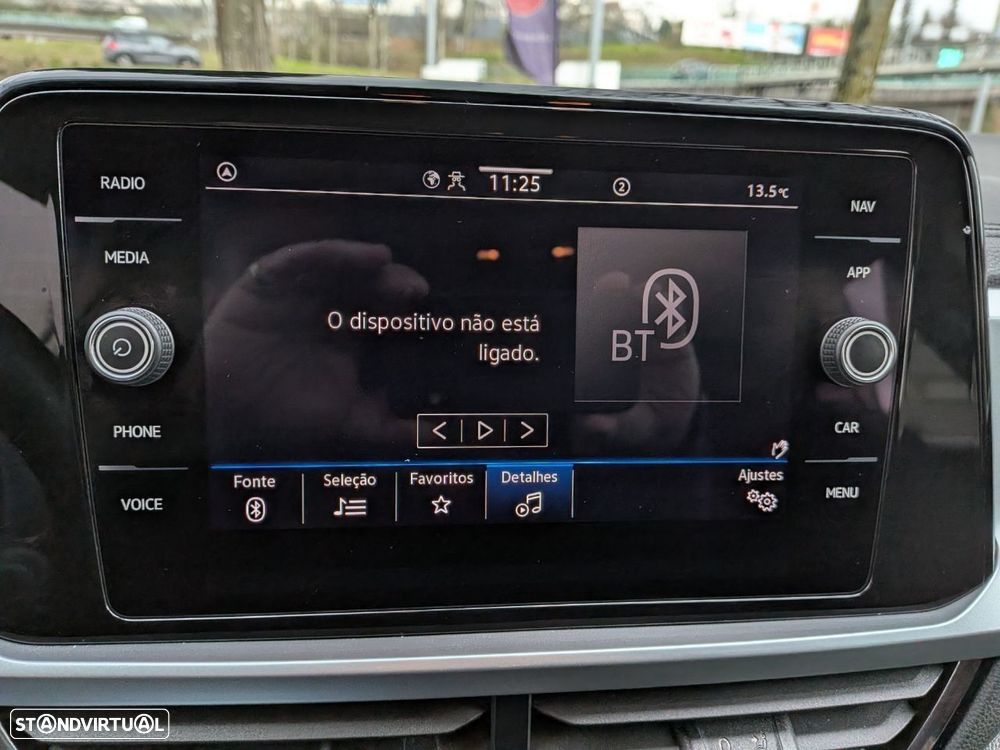 RADIO
MEDIA
PHONE
VOICE
11:25
2
13.5°C
O dispositivo não está
ligado.
BT
Fonte
Seleção
Favoritos
Detalhes
Ajustes
NAV
APP
CAR
MENU
STANDVIRTUAL